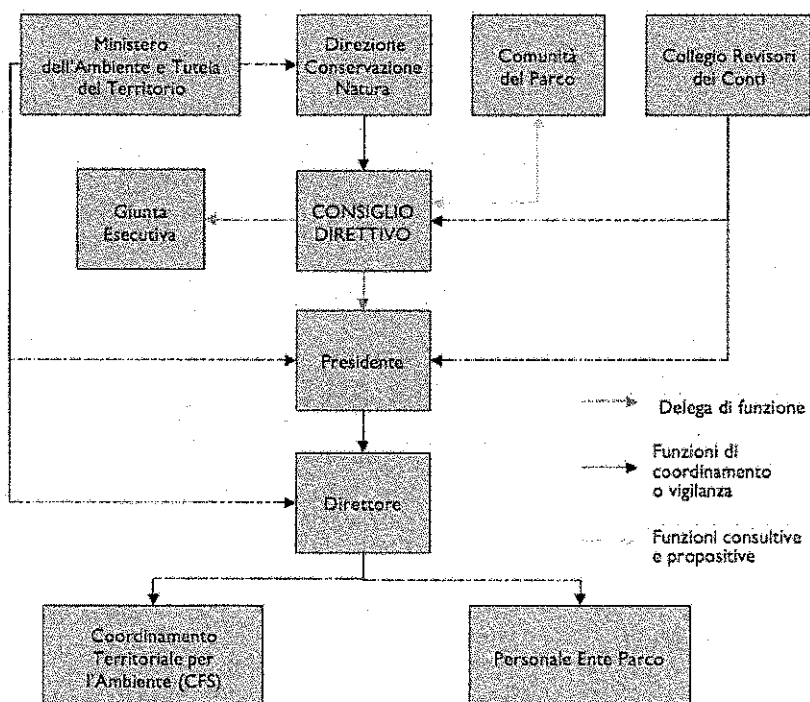 Ministero
dell'Ambiente e Tutela
del Territorio
Direzione
Conservazione
Natura
Comunità
del Parco
Collegio Revisori
dei Conti
Giunta
Esecutiva
CONSIGLIO
DIRETTIVO
Presidente
Delega di funzione
Funzioni di
coordinamento
o vigilanza
Direttore
Funzioni consultive
e propositive
Coordinamento
Territoriale per
l'Ambiente (CFS)
Personale Ente Parco